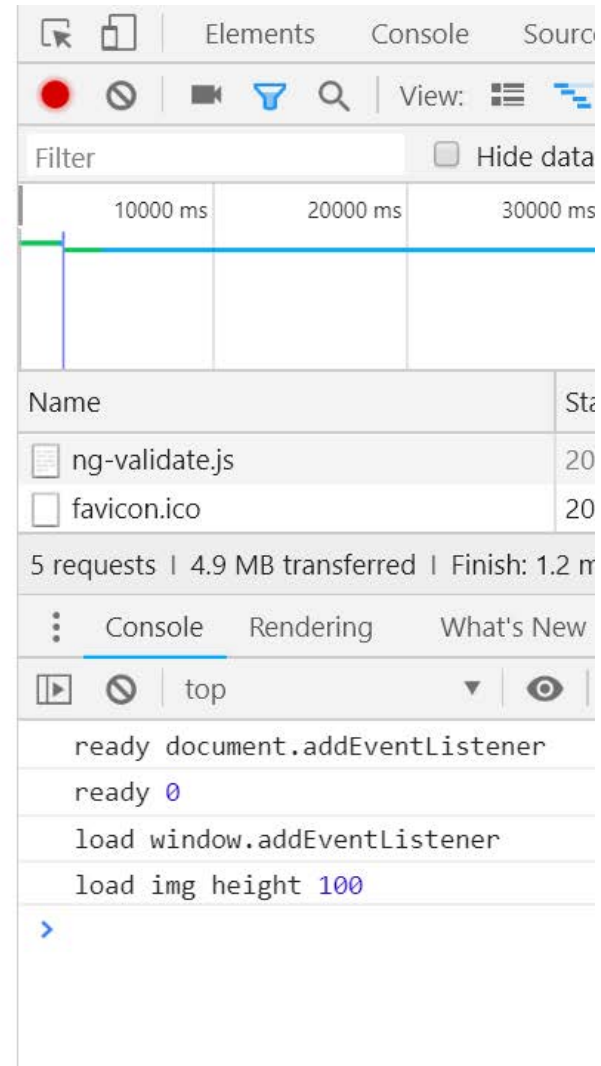 Elements Console
View:
Filter Hide data
10000 ms 20000 ms 30000 ms
Name
ng-validate.js 20
favicon.ico 20
5 requests | 4.9 MB transferred | Finish: 1.2 m
Console Rendering What's New
top
ready document.addEventListener
ready 0
load window.addEventListener
load img height 100